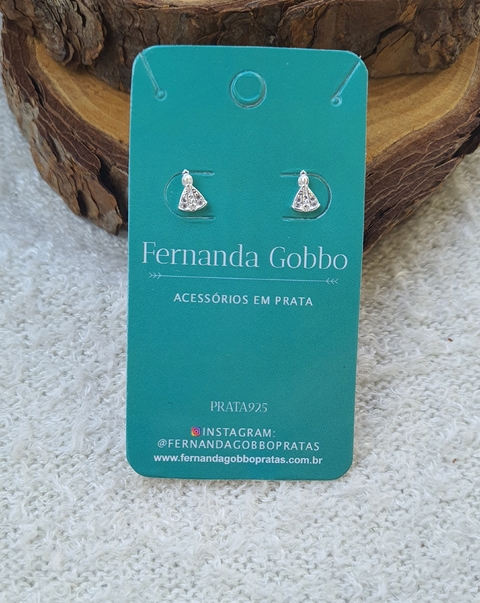 Fernanda Gobbo
ACESSÓRIOS EM PRATA
PRATA925
INSTAGRAM:
@FERNANDAGOBBOPRATAS
www.fernandagobbopratas.com.br